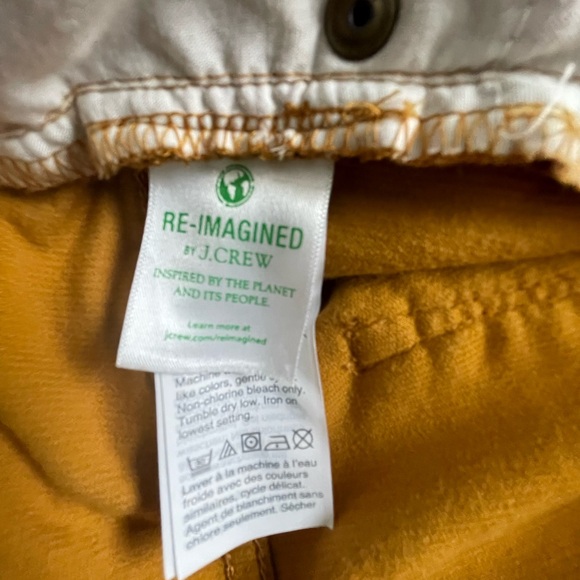 RE-IMAGINED
BY J.CREW
INSPIRED BY THE PLANET
AND ITS PEOPLE.
Learn more at
jcrew.com/reimagined
Machine
like colors, gentle
Non-chlorine bleach only.
Tumble dry low. Iron on
lowest setting.
Laver à la machine à l'eau
froide avec des couleurs
similaires, cycle délicat.
Agent de blanchiment sans
chlore seulement. Sécher